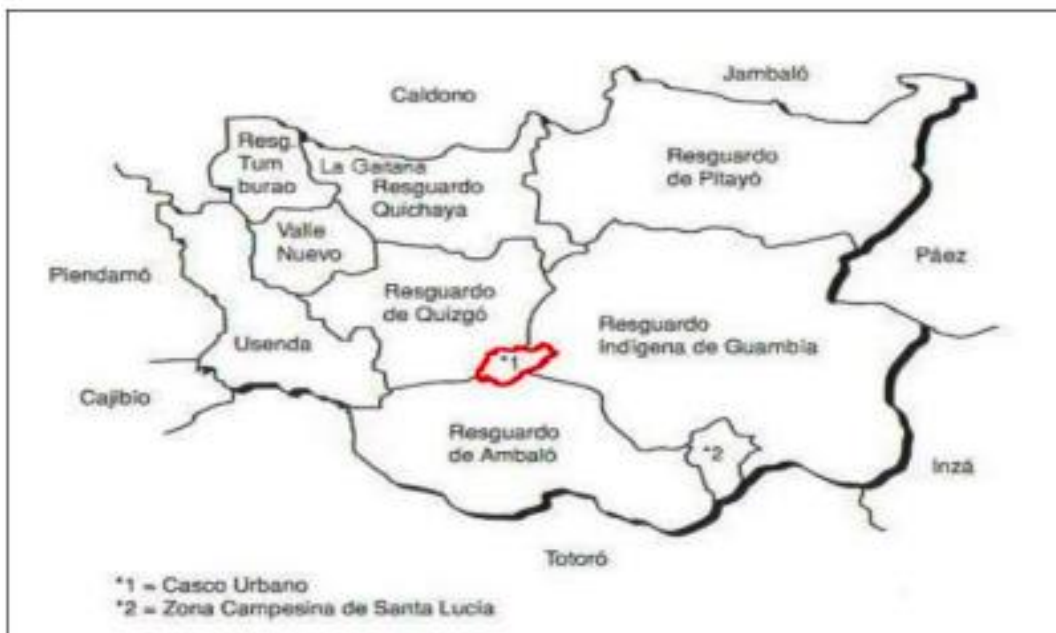 Jambaló
Caldono
Resg.
Tum
burao
La Gaitana
Resguardo
Quichaya
Resguardo
de Pitayó
Valle
Nuevo
Páez
Piendamó
Resguardo
de Quizgó
Resguardo
Indígena de Guambía
Usenda
*1
Cajibío
Resguardo
de Ambaló
*2
Inzá
Totoró
*1 = Casco Urbano
*2 = Zona Campesina de Santa Lucía